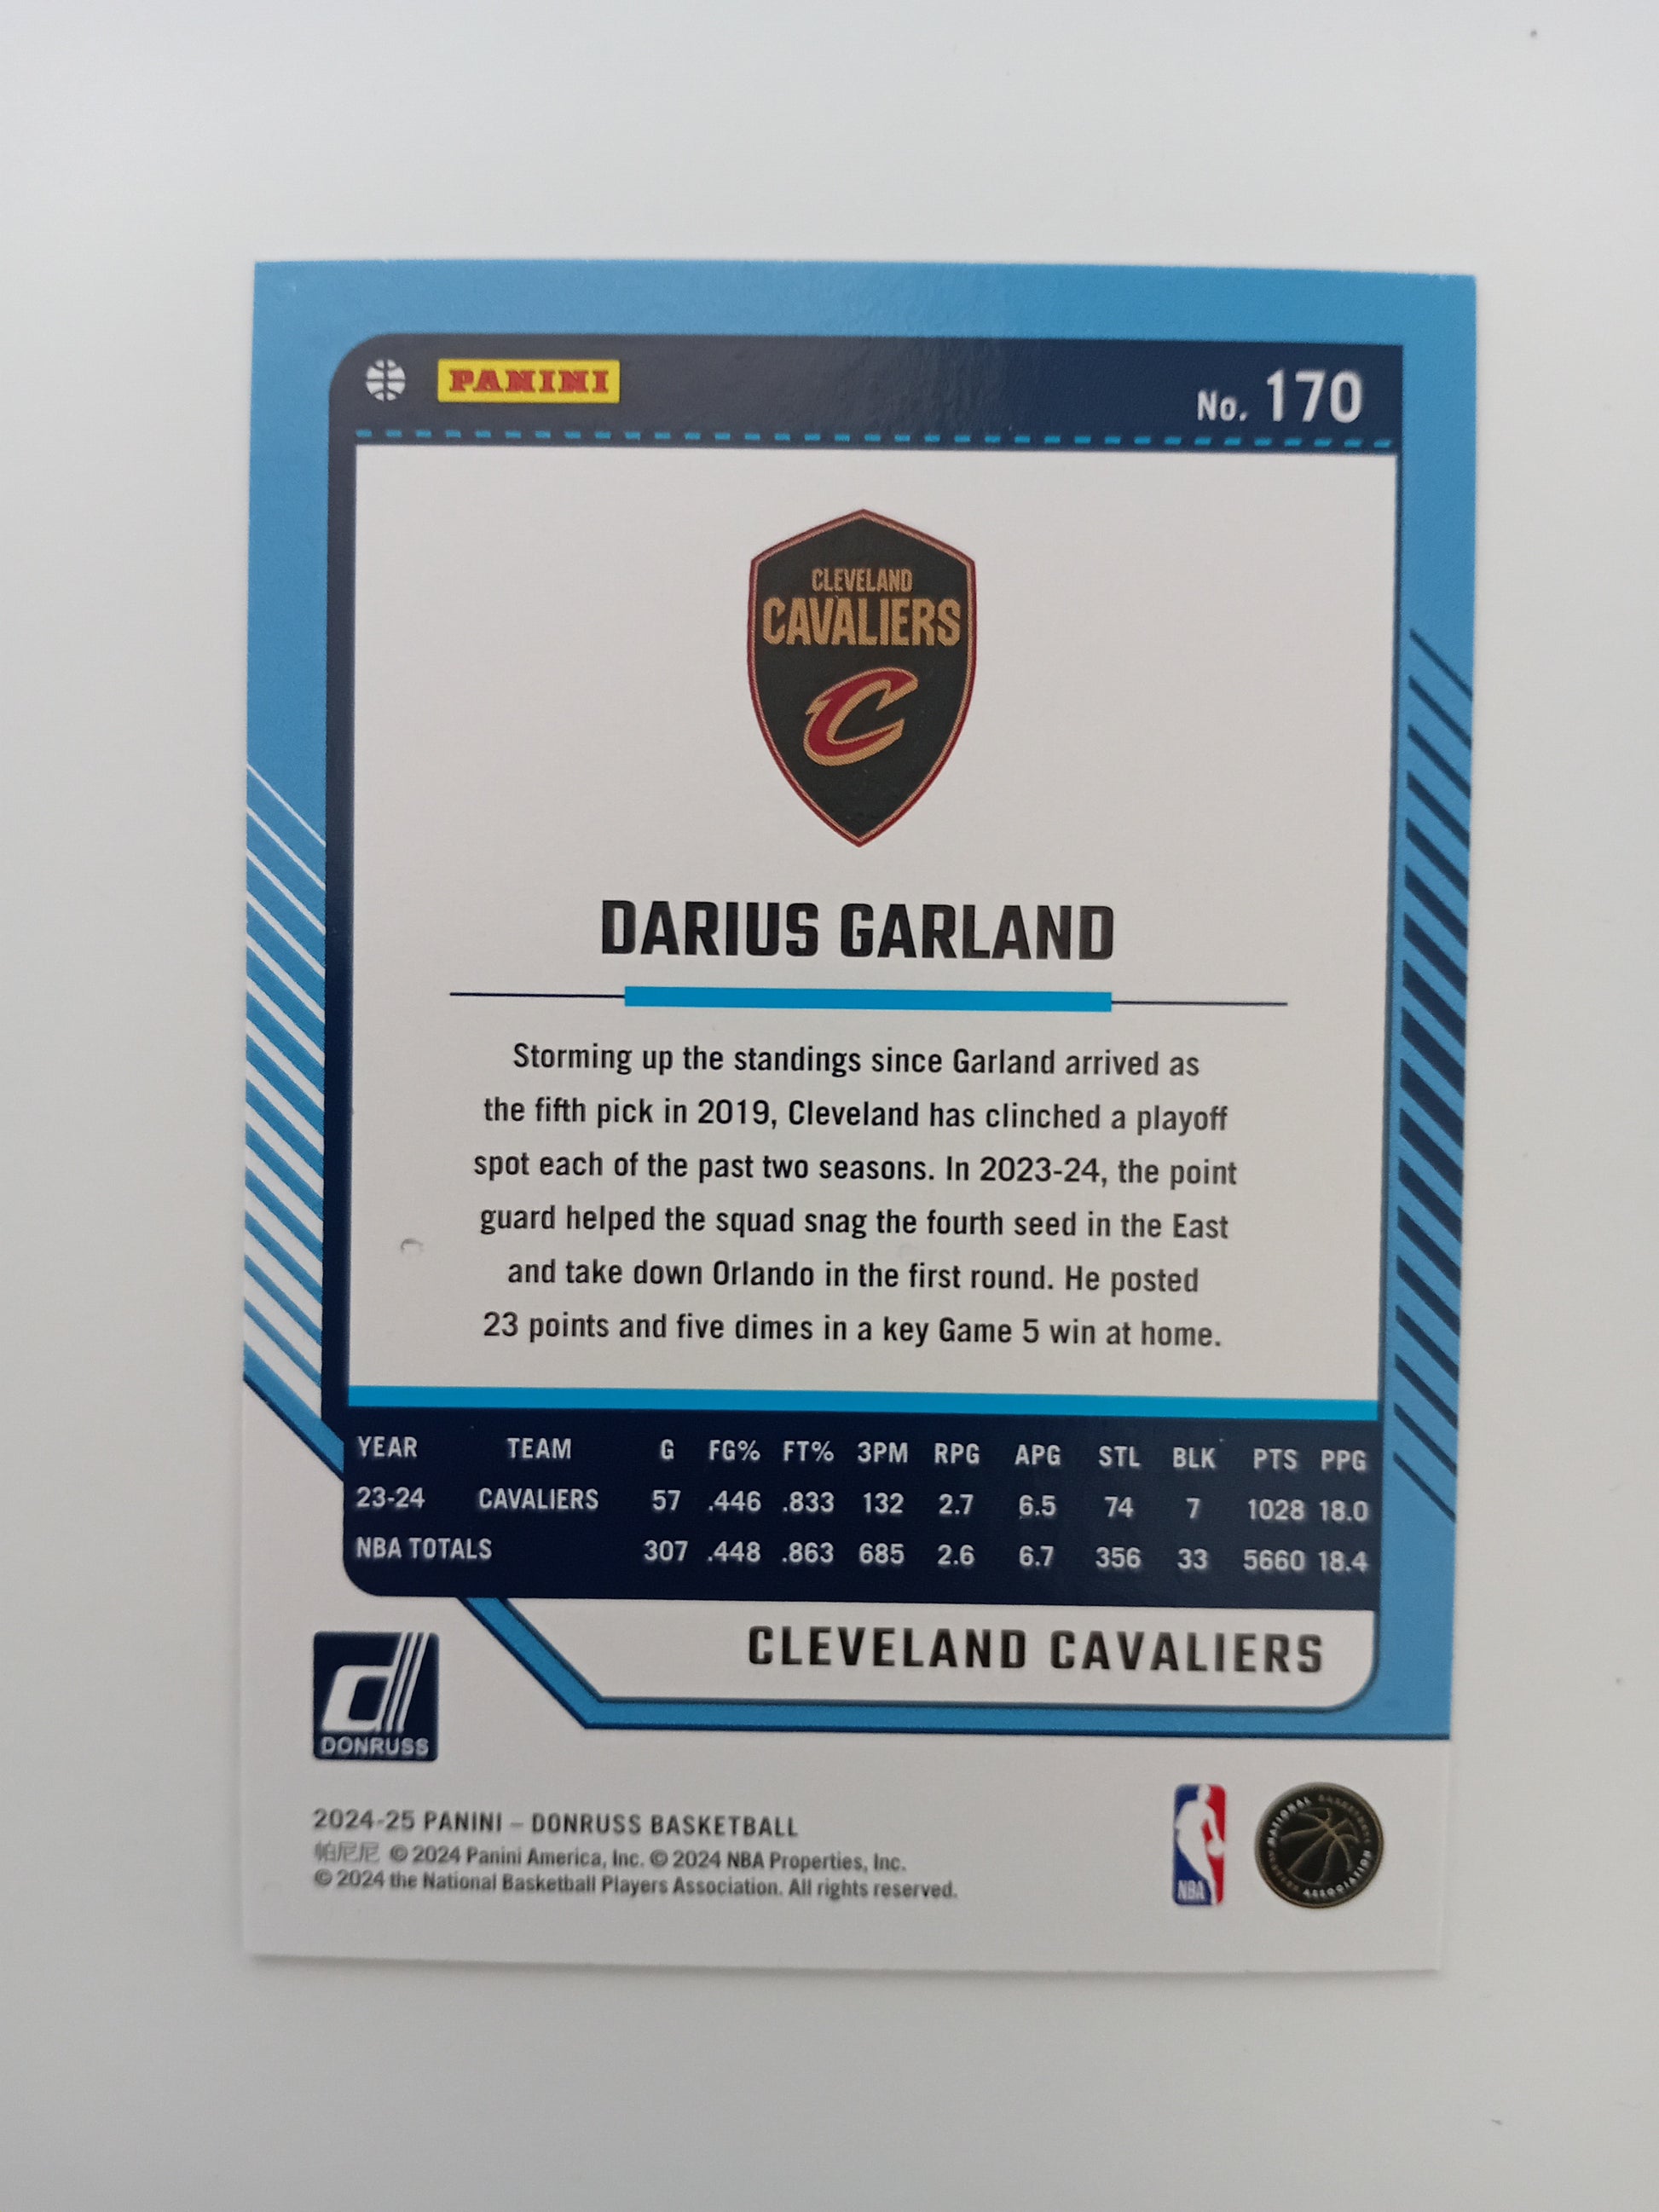 PANINI
No. 170
CLEVELAND
CAVALIERS
C
DARIUS GARLAND
Storming up the standings since Garland arrived as
the fifth pick in 2019, Cleveland has clinched a playoff
spot each of the past two seasons. In 2023-24, the point
guard helped the squad snag the fourth seed in the East
and take down Orlando in the first round. He posted
23 points and five dimes in a key Game 5 win at home.
YEAR TEAM G FG% FT% 3PM RPG APG STL BLK PTS PPG
23-24 CAVALIERS 57 .446 .833 132 2.7 6.5 74 7 1028 18.0
NBA TOTALS 307 .448 .863 685 2.6 6.7 356 33 5660 18.4
CLEVELAND CAVALIERS
d
DONRUSS
2024-25 PANINI – DONRUSS BASKETBALL
帕尼尼 © 2024 Panini America, Inc. © 2024 NBA Properties, Inc.
© 2024 the National Basketball Players Association. All rights reserved.
NBA
NATIONAL BASKETBALL PLAYERS ASSOCIATION